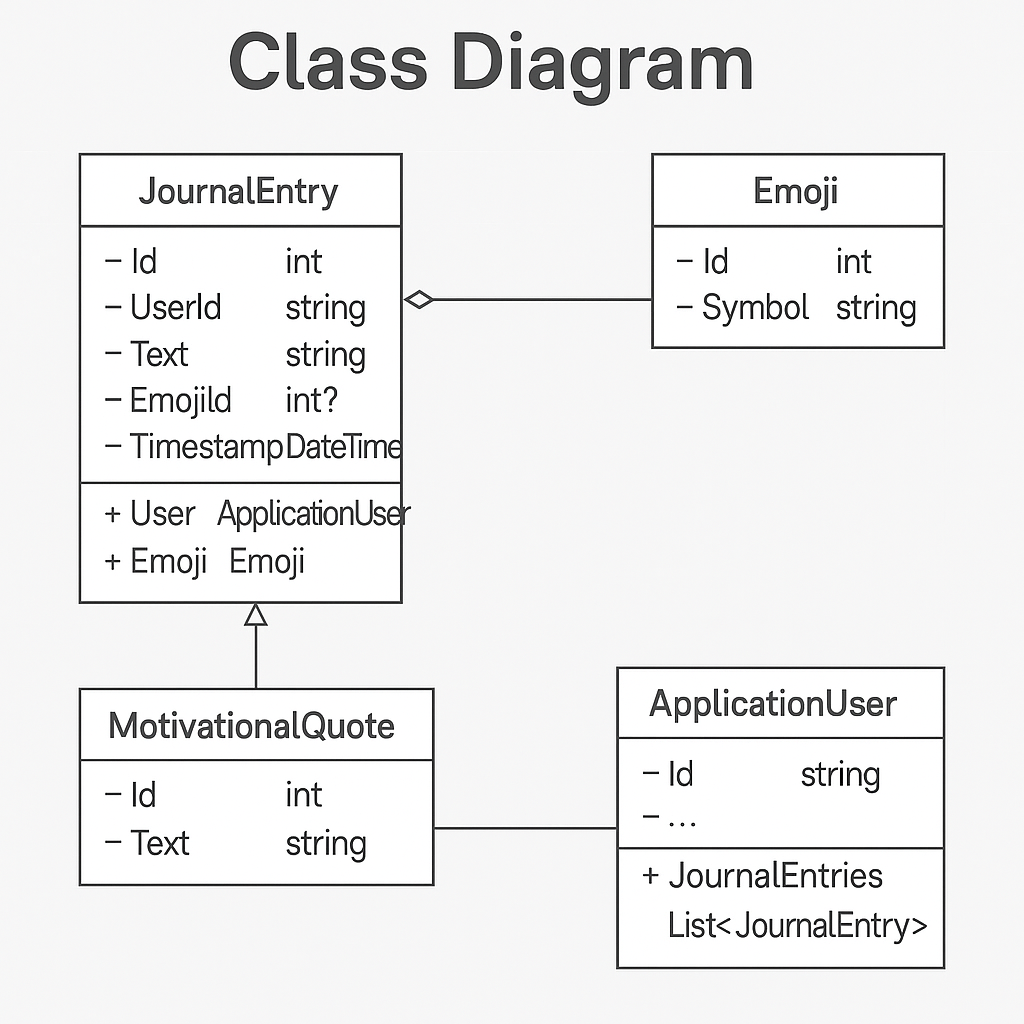 Class Diagram
JournalEntry
– Id int
– UserId string
– Text string
– EmojiId int?
– Timestamp DateTime
+ User ApplicationUser
+ Emoji Emoji
Emoji
– Id int
– Symbol string
MotivationalQuote
– Id int
– Text string
ApplicationUser
– Id string
– ...
+ JournalEntries
List<JournalEntry>